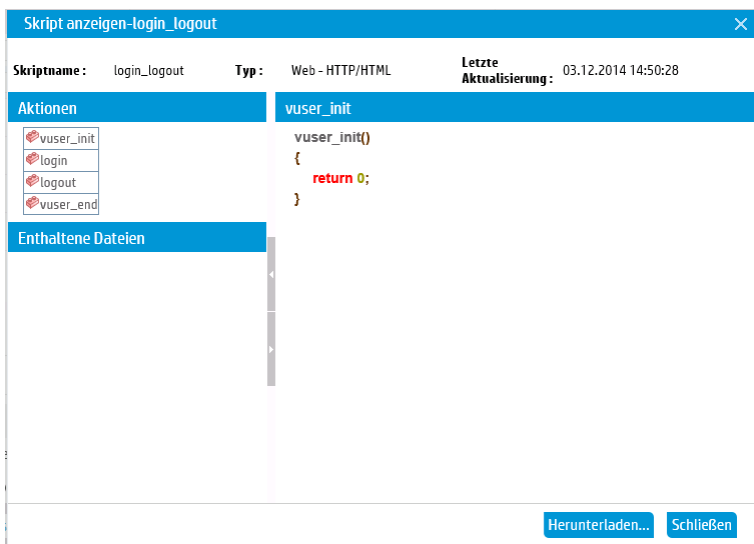 Skript anzeigen-login_logout
Skriptname : login_logout Typ : Web - HTTP/HTML Letzte Aktualisierung : 03.12.2014 14:50:28
Aktionen
vuser_init
login
logout
vuser_end
Enthaltene Dateien
vuser_init
vuser_init()
{
return 0;
}
Herunterladen... Schließen